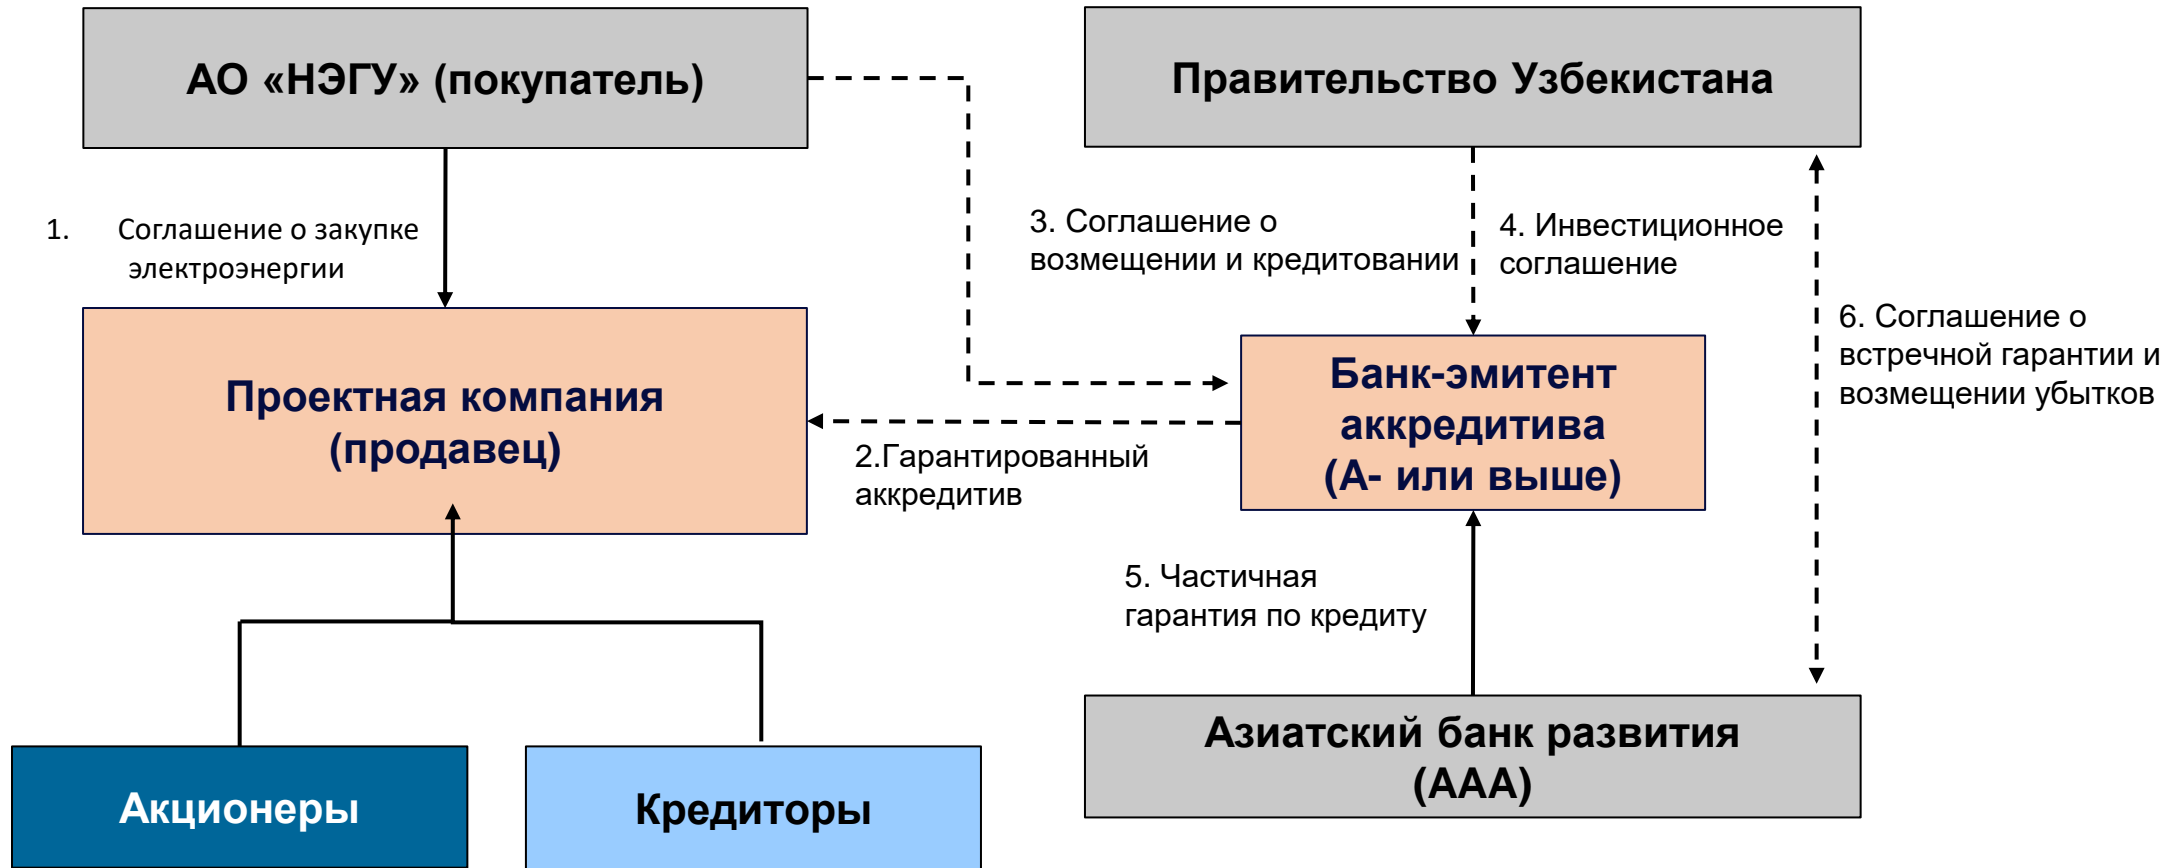 АО «НЭГУ» (покупатель)
Правительство Узбекистана
1. Соглашение о закупке
электроэнергии
3. Соглашение о
возмещении и кредитовании
4. Инвестиционное
соглашение
6. Соглашение о
встречной гарантии и
возмещении убытков
Проектная компания
(продавец)
2.Гарантированный
аккредитив
Банк-эмитент
аккредитива
(А- или выше)
5. Частичная
гарантия по кредиту
Акционеры
Кредиторы
Азиатский банк развития
(ААА)